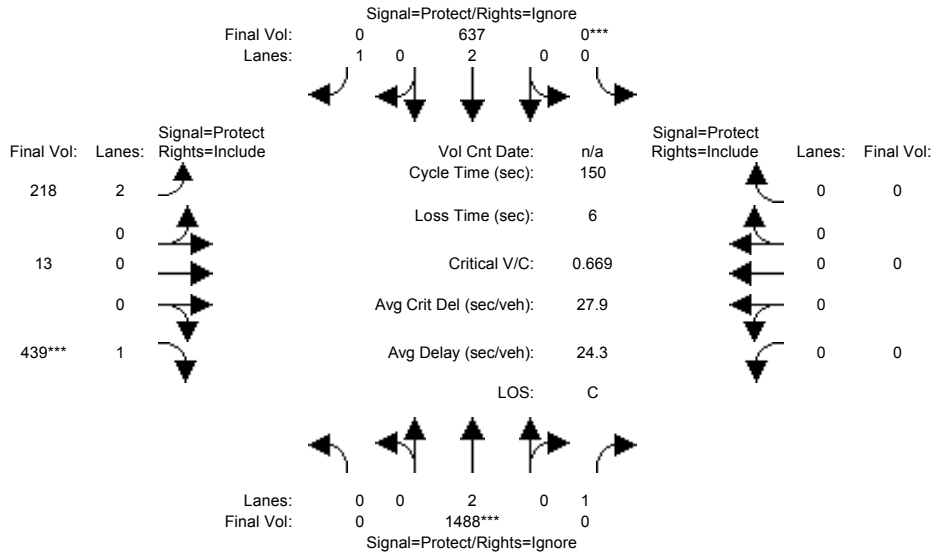 Signal=Protect/Rights=Ignore
Final Vol: 0 637 0***
Lanes: 1 0 2 0 0
Signal=Protect Signal=Protect
Final Vol: Lanes: Rights=Include Vol Cnt Date: n/a Rights=Include Lanes: Final Vol:
Cycle Time (sec): 150
218 2 0 0
Loss Time (sec): 6
0 0
13 0 Critical V/C: 0.669 0 0
0 Avg Crit Del (sec/veh): 27.9 0
439*** 1 Avg Delay (sec/veh): 24.3 0 0
LOS: C
Lanes: 0 0 2 0 1
Final Vol: 0 1488*** 0
Signal=Protect/Rights=Ignore